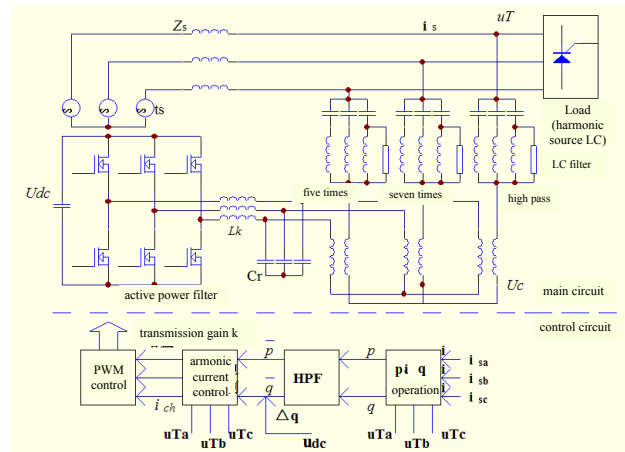 Zs
i s
uT
s
s
s
ts
Load
(harmonic
source LC)
LC filter
five times
seven times
high pass
Udc
Lk
Cr
Uc
active power filter
main circuit
control circuit
transmission gain k
PWM
control
armonic
current
control
i ch
p
q
HPF
Δq
udc
p
q
pi q
operation
i
i
i
i sa
i sb
i sc
uTa
uTb
uTc
uTa
uTb
uTc